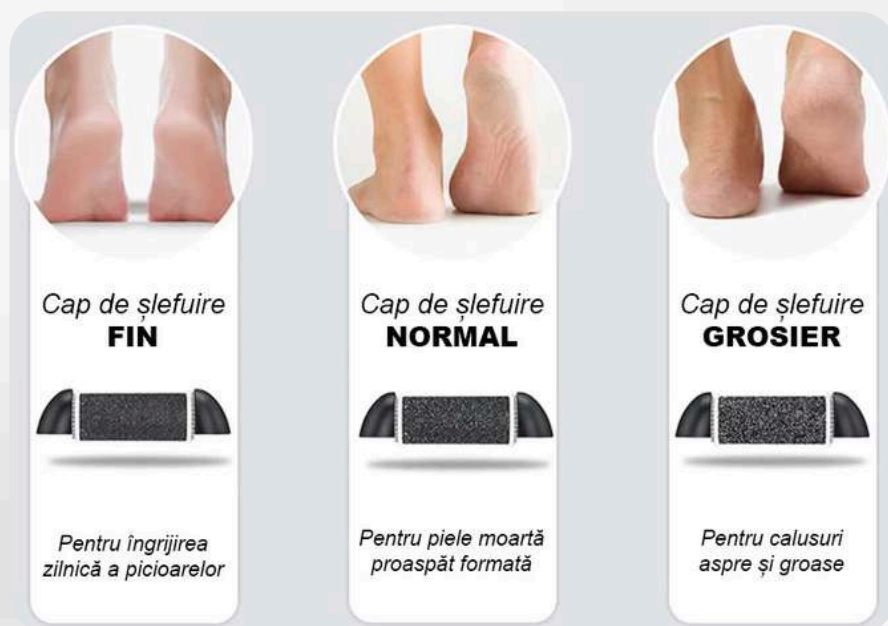 Cap de șlefuire
FIN
Pentru îngrijirea
zilnică a picioarelor
Cap de șlefuire
NORMAL
Pentru piele moartă
proaspăt formată
Cap de șlefuire
GROSIER
Pentru calusuri
aspre și groase